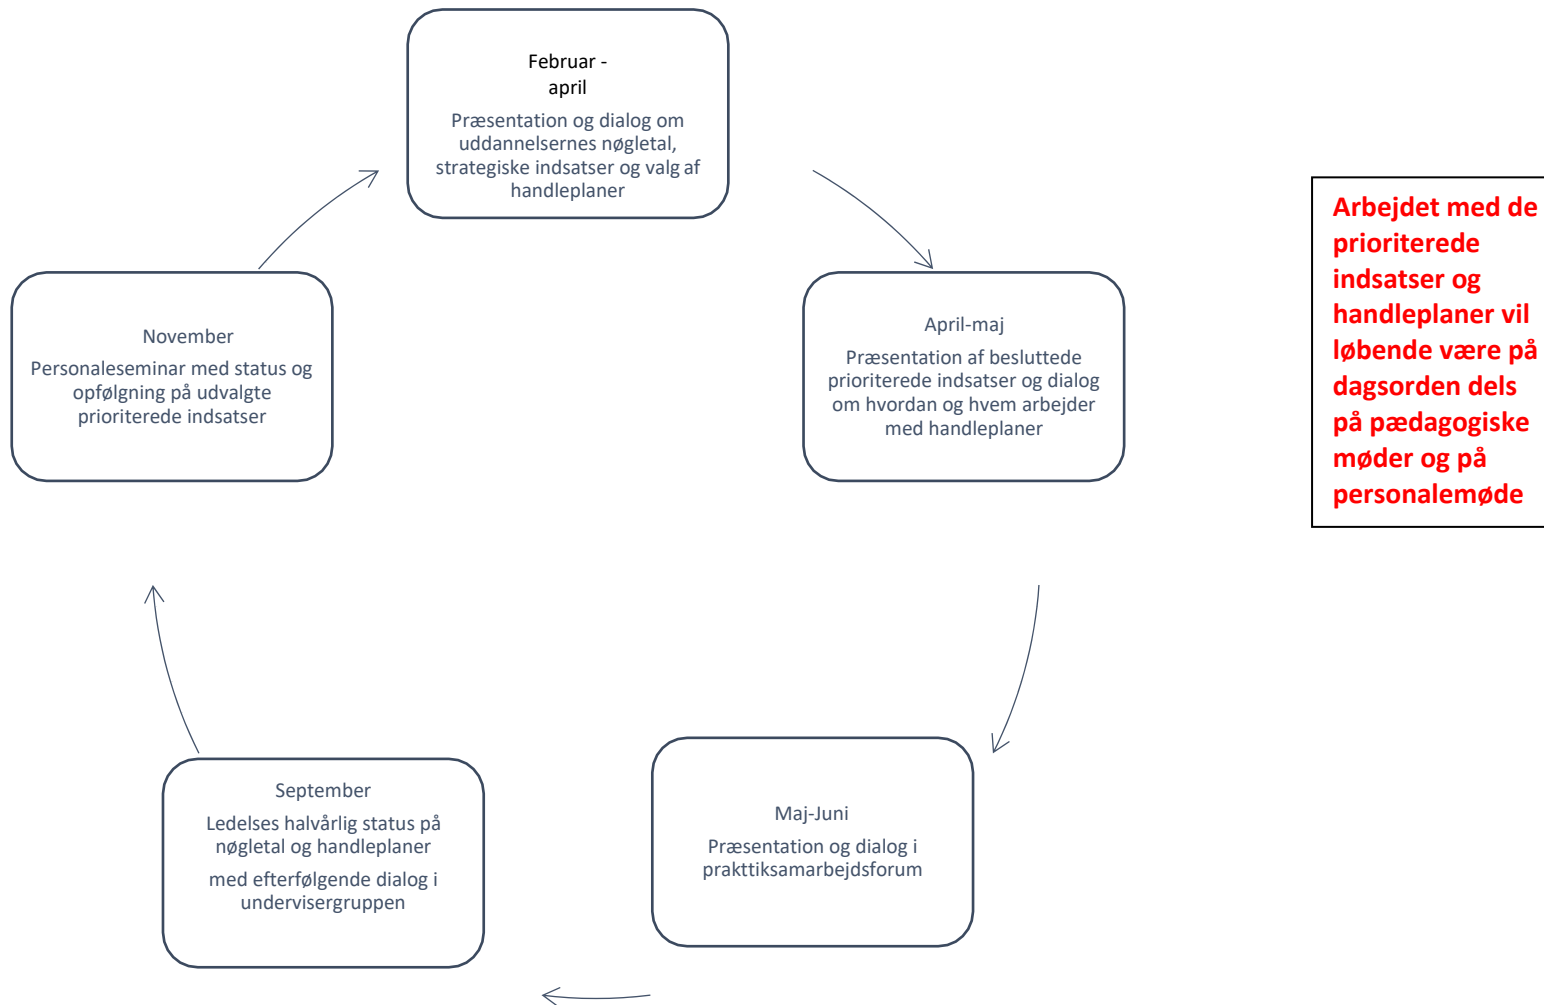 Februar -
april
Præsentation og dialog om
uddannelsernes nøgletal,
strategiske indsatser og valg af
handleplaner
April-maj
Præsentation af besluttede
prioriterede indsatser og dialog
om hvordan og hvem arbejder
med handleplaner
Maj-Juni
Præsentation og dialog i
prakttiksamarbejdsforum
September
Ledelses halvårlig status på
nøgletal og handleplaner
med efterfølgende dialog i
undervisergruppen
November
Personaleseminar med status og
opfølgning på udvalgte
prioriterede indsatser
Arbejdet med de
prioriterede
indsatser og
handleplaner vil
løbende være på
dagsorden dels
på pædagogiske
møder og på
personalemøde